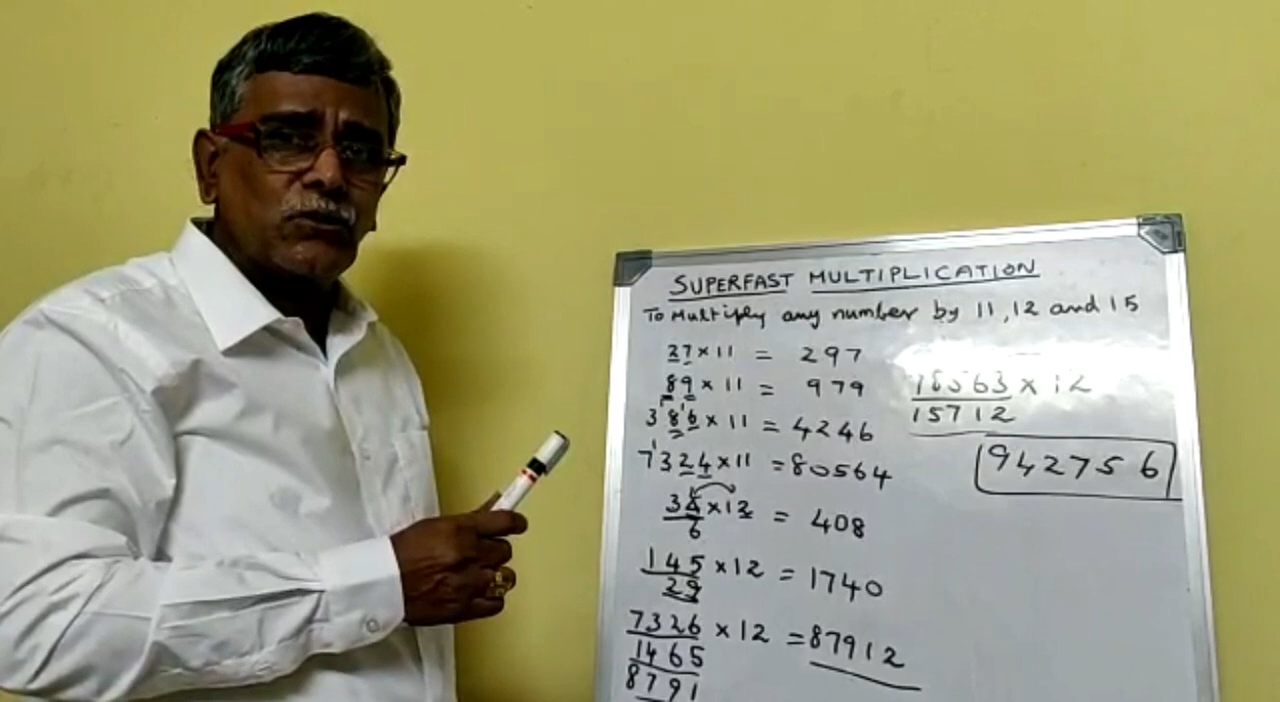 SUPERFAST MULTIPLICATION
To Multiply any number by 11, 12 and 15
27 × 11 = 297
89 × 11 = 979
386 × 11 = 4246
7324 × 11 = 80564
34 × 12 = 408
6
145 × 12 = 1740
29
7326 × 12 = 87912
1465
8791
78563 × 12
15712
942756